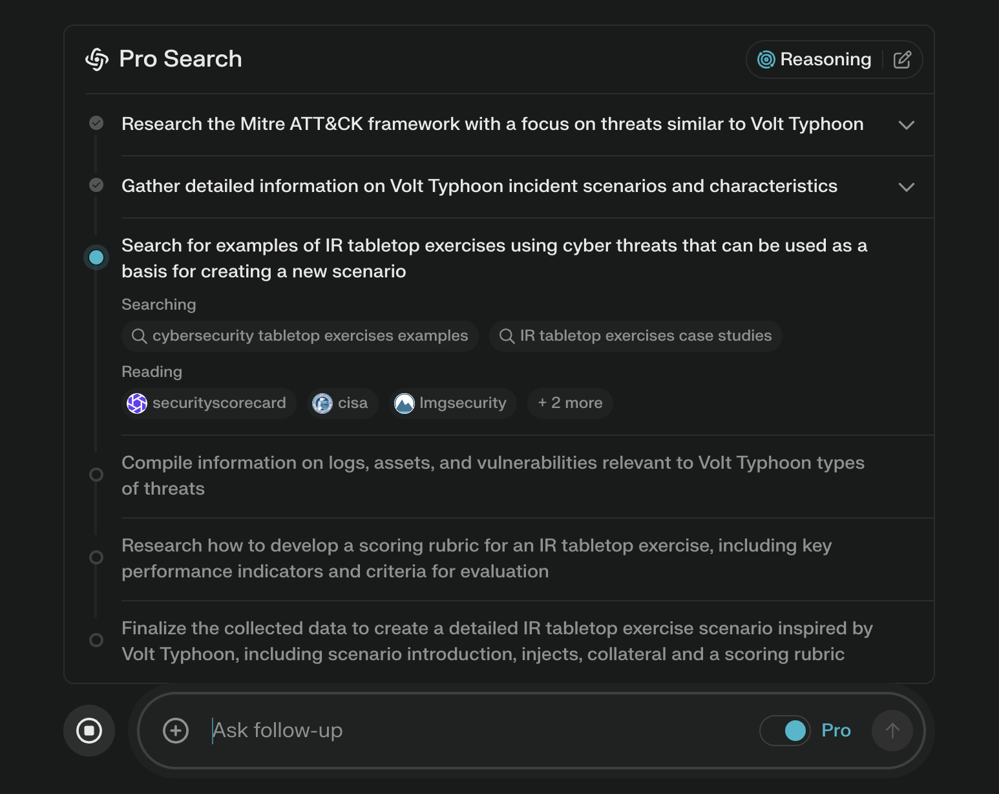 Pro Search
Reasoning
Research the Mitre ATT&CK framework with a focus on threats similar to Volt Typhoon
Gather detailed information on Volt Typhoon incident scenarios and characteristics
Search for examples of IR tabletop exercises using cyber threats that can be used as a
basis for creating a new scenario
Searching
cybersecurity tabletop exercises examples
IR tabletop exercises case studies
Reading
securityscorecard
cisa
lmgsecurity
+ 2 more
Compile information on logs, assets, and vulnerabilities relevant to Volt Typhoon types
of threats
Research how to develop a scoring rubric for an IR tabletop exercise, including key
performance indicators and criteria for evaluation
Finalize the collected data to create a detailed IR tabletop exercise scenario inspired by
Volt Typhoon, including scenario introduction, injects, collateral and a scoring rubric
Ask follow-up
Pro